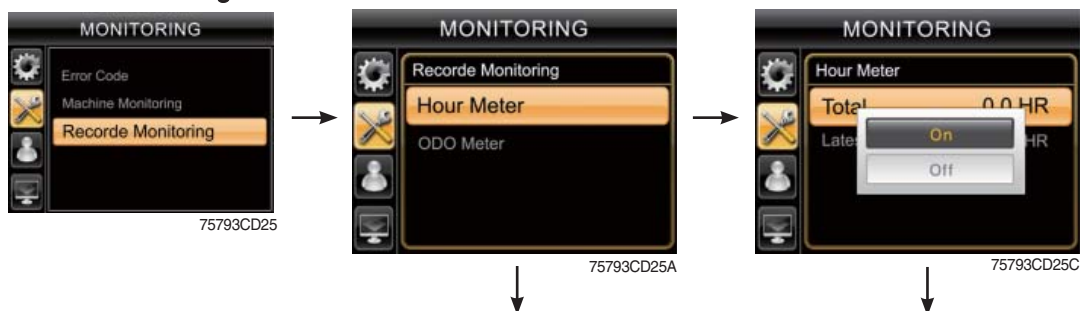 MONITORING
Error Code
Machine Monitoring
Recorde Monitoring
75793CD25
MONITORING
Recorde Monitoring
Hour Meter
ODO Meter
75793CD25A
MONITORING
Hour Meter
Total 0.0 HR
HR
On
Off
75793CD25C